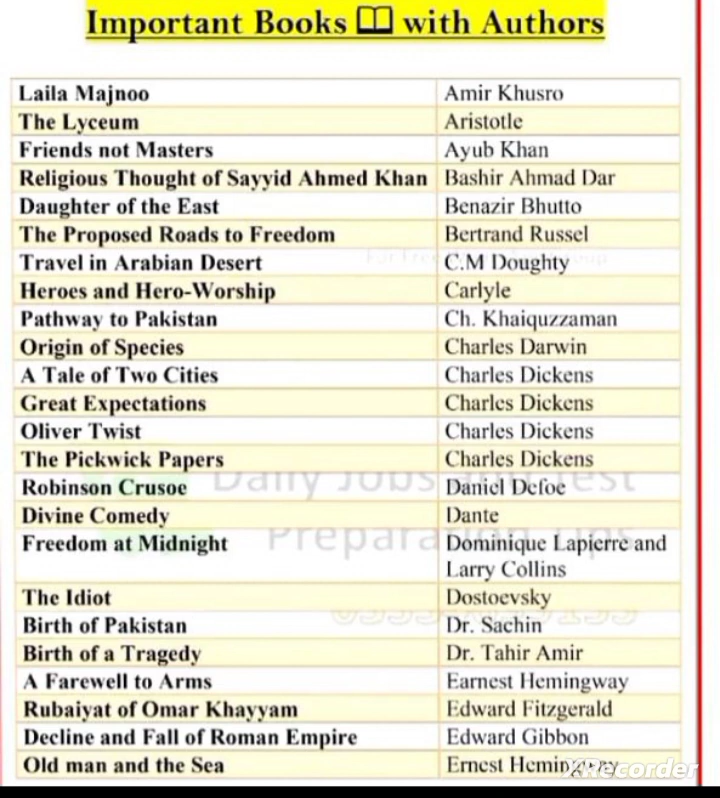 Important Books 📖 with Authors
Laila Majnoo Amir Khusro
The Lyceum Aristotle
Friends not Masters Ayub Khan
Religious Thought of Sayyid Ahmed Khan Bashir Ahmad Dar
Daughter of the East Benazir Bhutto
The Proposed Roads to Freedom Bertrand Russel
Travel in Arabian Desert C.M Doughty
Heroes and Hero-Worship Carlyle
Pathway to Pakistan Ch. Khaiquzzaman
Origin of Species Charles Darwin
A Tale of Two Cities Charles Dickens
Great Expectations Charles Dickens
Oliver Twist Charles Dickens
The Pickwick Papers Charles Dickens
Daily Jobs and Test
Robinson Crusoe Daniel Defoe
Divine Comedy Dante
Preparation Tips
Freedom at Midnight Dominique Lapierre and
Larry Collins
The Idiot Dostoevsky
Birth of Pakistan Dr. Sachin
Birth of a Tragedy Dr. Tahir Amir
A Farewell to Arms Earnest Hemingway
Rubaiyat of Omar Khayyam Edward Fitzgerald
Decline and Fall of Roman Empire Edward Gibbon
Old man and the Sea Ernest Hemingway
XRecorder